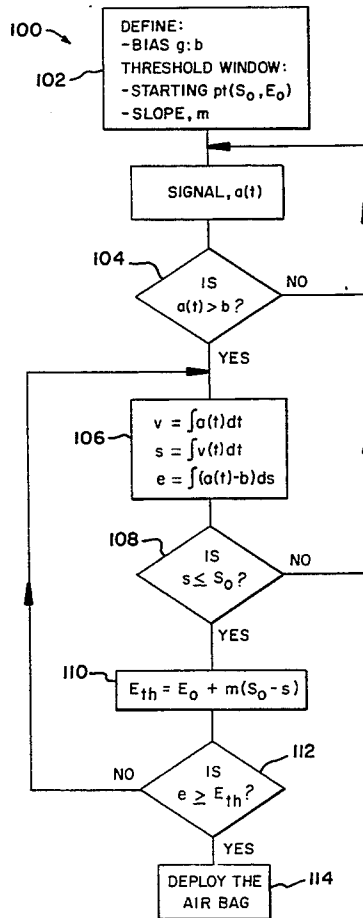 100
102
DEFINE:
-BIAS g:b
THRESHOLD WINDOW:
-STARTING pt(S₀,E₀)
-SLOPE, m
SIGNAL, a(t)
104
IS
a(t) > b?
NO
YES
106
v = ∫a(t)dt
s = ∫v(t)dt
e = ∫(a(t)-b)ds
108
IS
s ≤ S₀?
NO
YES
110
Eth = E₀ + m(S₀-s)
112
IS
e ≥ Eth?
NO
YES
DEPLOY THE
AIR BAG
114